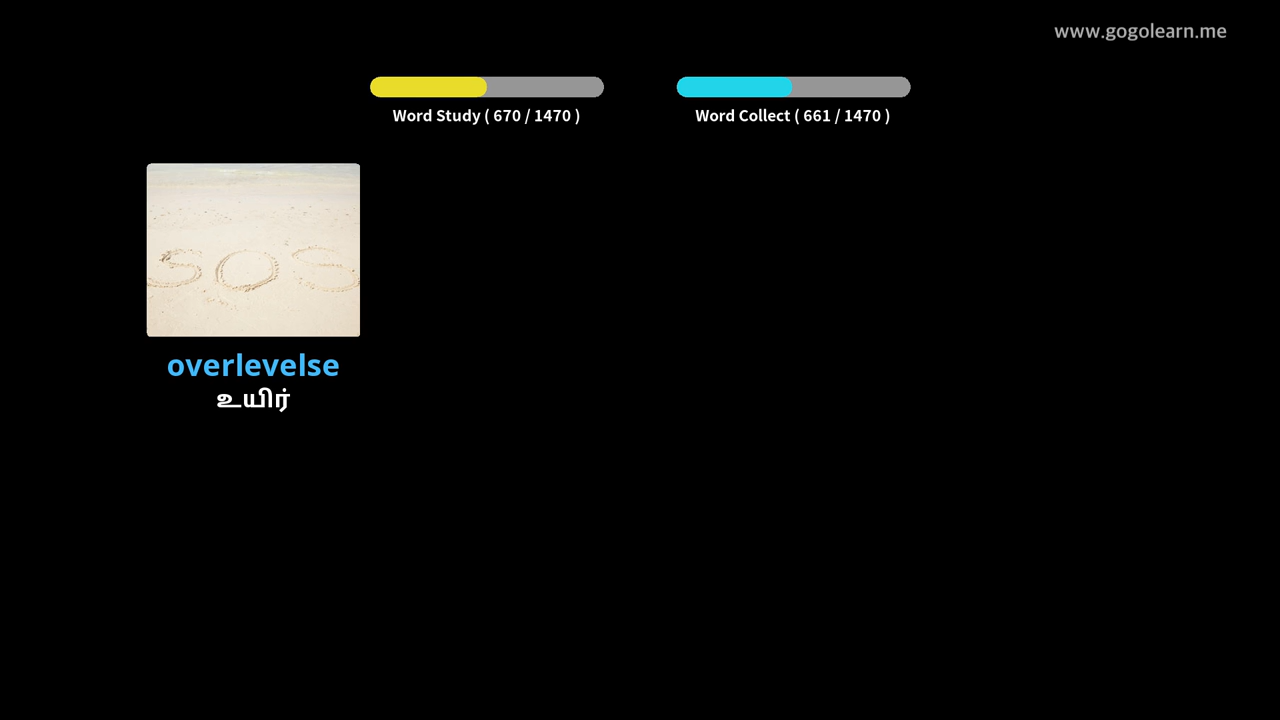 www.gogolearn.me
Word Study ( 670 / 1470 )
Word Collect ( 661 / 1470 )
SOS
overlevelse
உயிர்